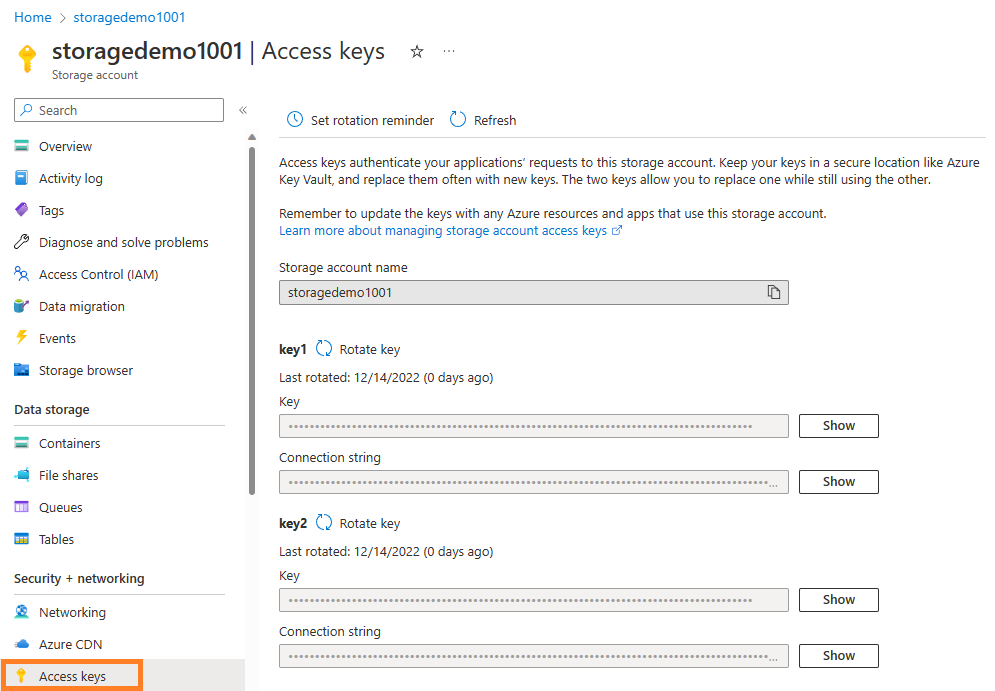 Home > storagedemo1001
storagedemo1001 | Access keys
Storage account
Search
Overview
Activity log
Tags
Diagnose and solve problems
Access Control (IAM)
Data migration
Events
Storage browser
Data storage
Containers
File shares
Queues
Tables
Security + networking
Networking
Azure CDN
Access keys
Set rotation reminder
Refresh
Access keys authenticate your applications' requests to this storage account. Keep your keys in a secure location like Azure
Key Vault, and replace them often with new keys. The two keys allow you to replace one while still using the other.
Remember to update the keys with any Azure resources and apps that use this storage account.
Learn more about managing storage account access keys
Storage account name
storagedemo1001
key1 Rotate key
Last rotated: 12/14/2022 (0 days ago)
Key
Show
Connection string
Show
key2 Rotate key
Last rotated: 12/14/2022 (0 days ago)
Key
Show
Connection string
Show